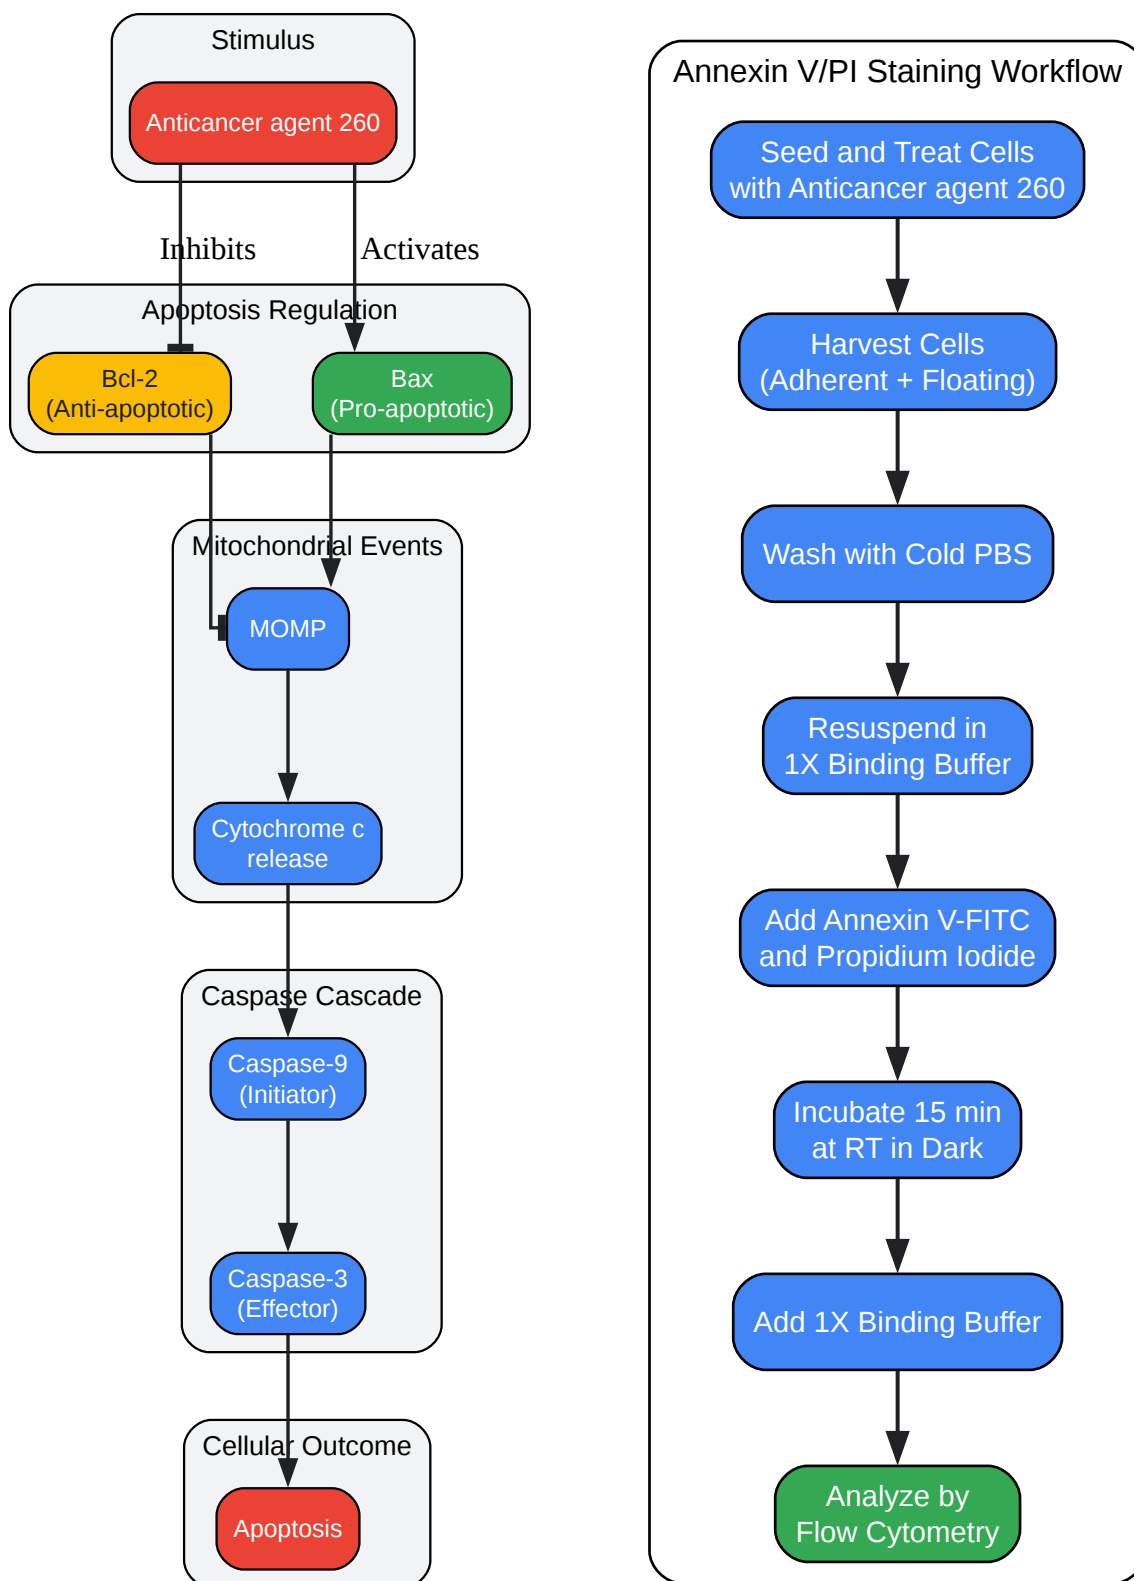 Stimulus
Anticancer agent 260
Inhibits
Activates
Apoptosis Regulation
Bcl-2
(Anti-apoptotic)
Bax
(Pro-apoptotic)
Mitochondrial Events
MOMP
Cytochrome c
release
Caspase Cascade
Caspase-9
(Initiator)
Caspase-3
(Effector)
Cellular Outcome
Apoptosis
Annexin V/PI Staining Workflow
Seed and Treat Cells
with Anticancer agent 260
Harvest Cells
(Adherent + Floating)
Wash with Cold PBS
Resuspend in
1X Binding Buffer
Add Annexin V-FITC
and Propidium Iodide
Incubate 15 min
at RT in Dark
Add 1X Binding Buffer
Analyze by
Flow Cytometry